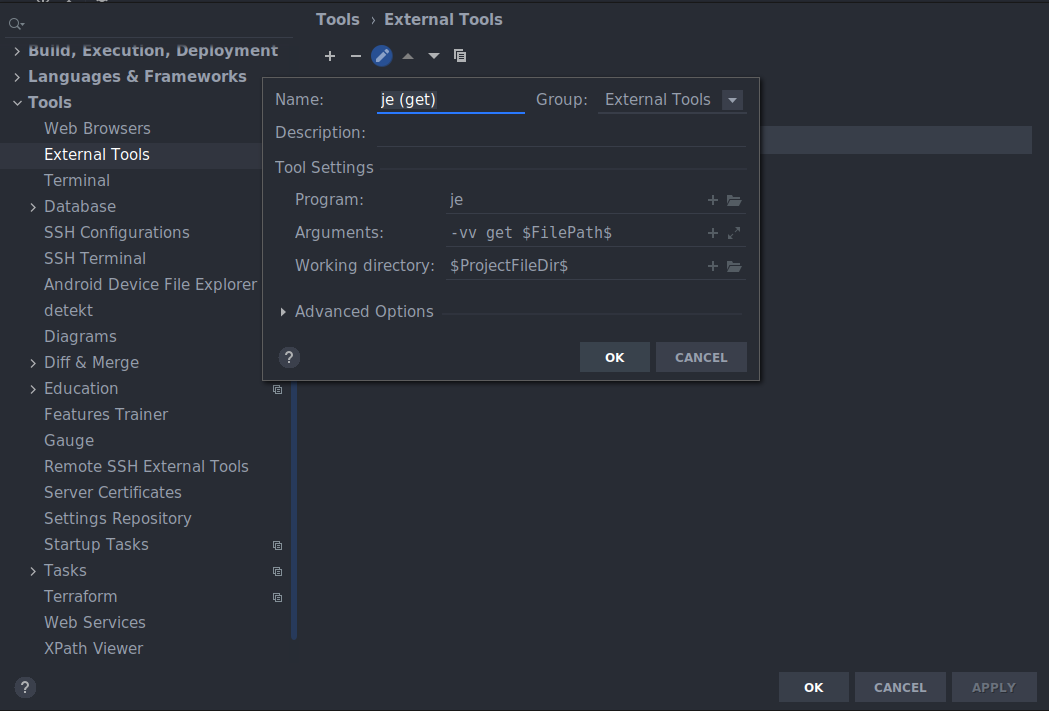 Tools › External Tools
Build, Execution, Deployment
Languages & Frameworks
Tools
Web Browsers
External Tools
Terminal
Database
SSH Configurations
SSH Terminal
Android Device File Explorer
detekt
Diagrams
Diff & Merge
Education
Features Trainer
Gauge
Remote SSH External Tools
Server Certificates
Settings Repository
Startup Tasks
Tasks
Terraform
Web Services
XPath Viewer
Name: je (get) Group: External Tools
Description:
Tool Settings
Program: je
Arguments: -vv get $FilePath$
Working directory: $ProjectFileDir$
Advanced Options
? OK CANCEL
? OK CANCEL APPLY